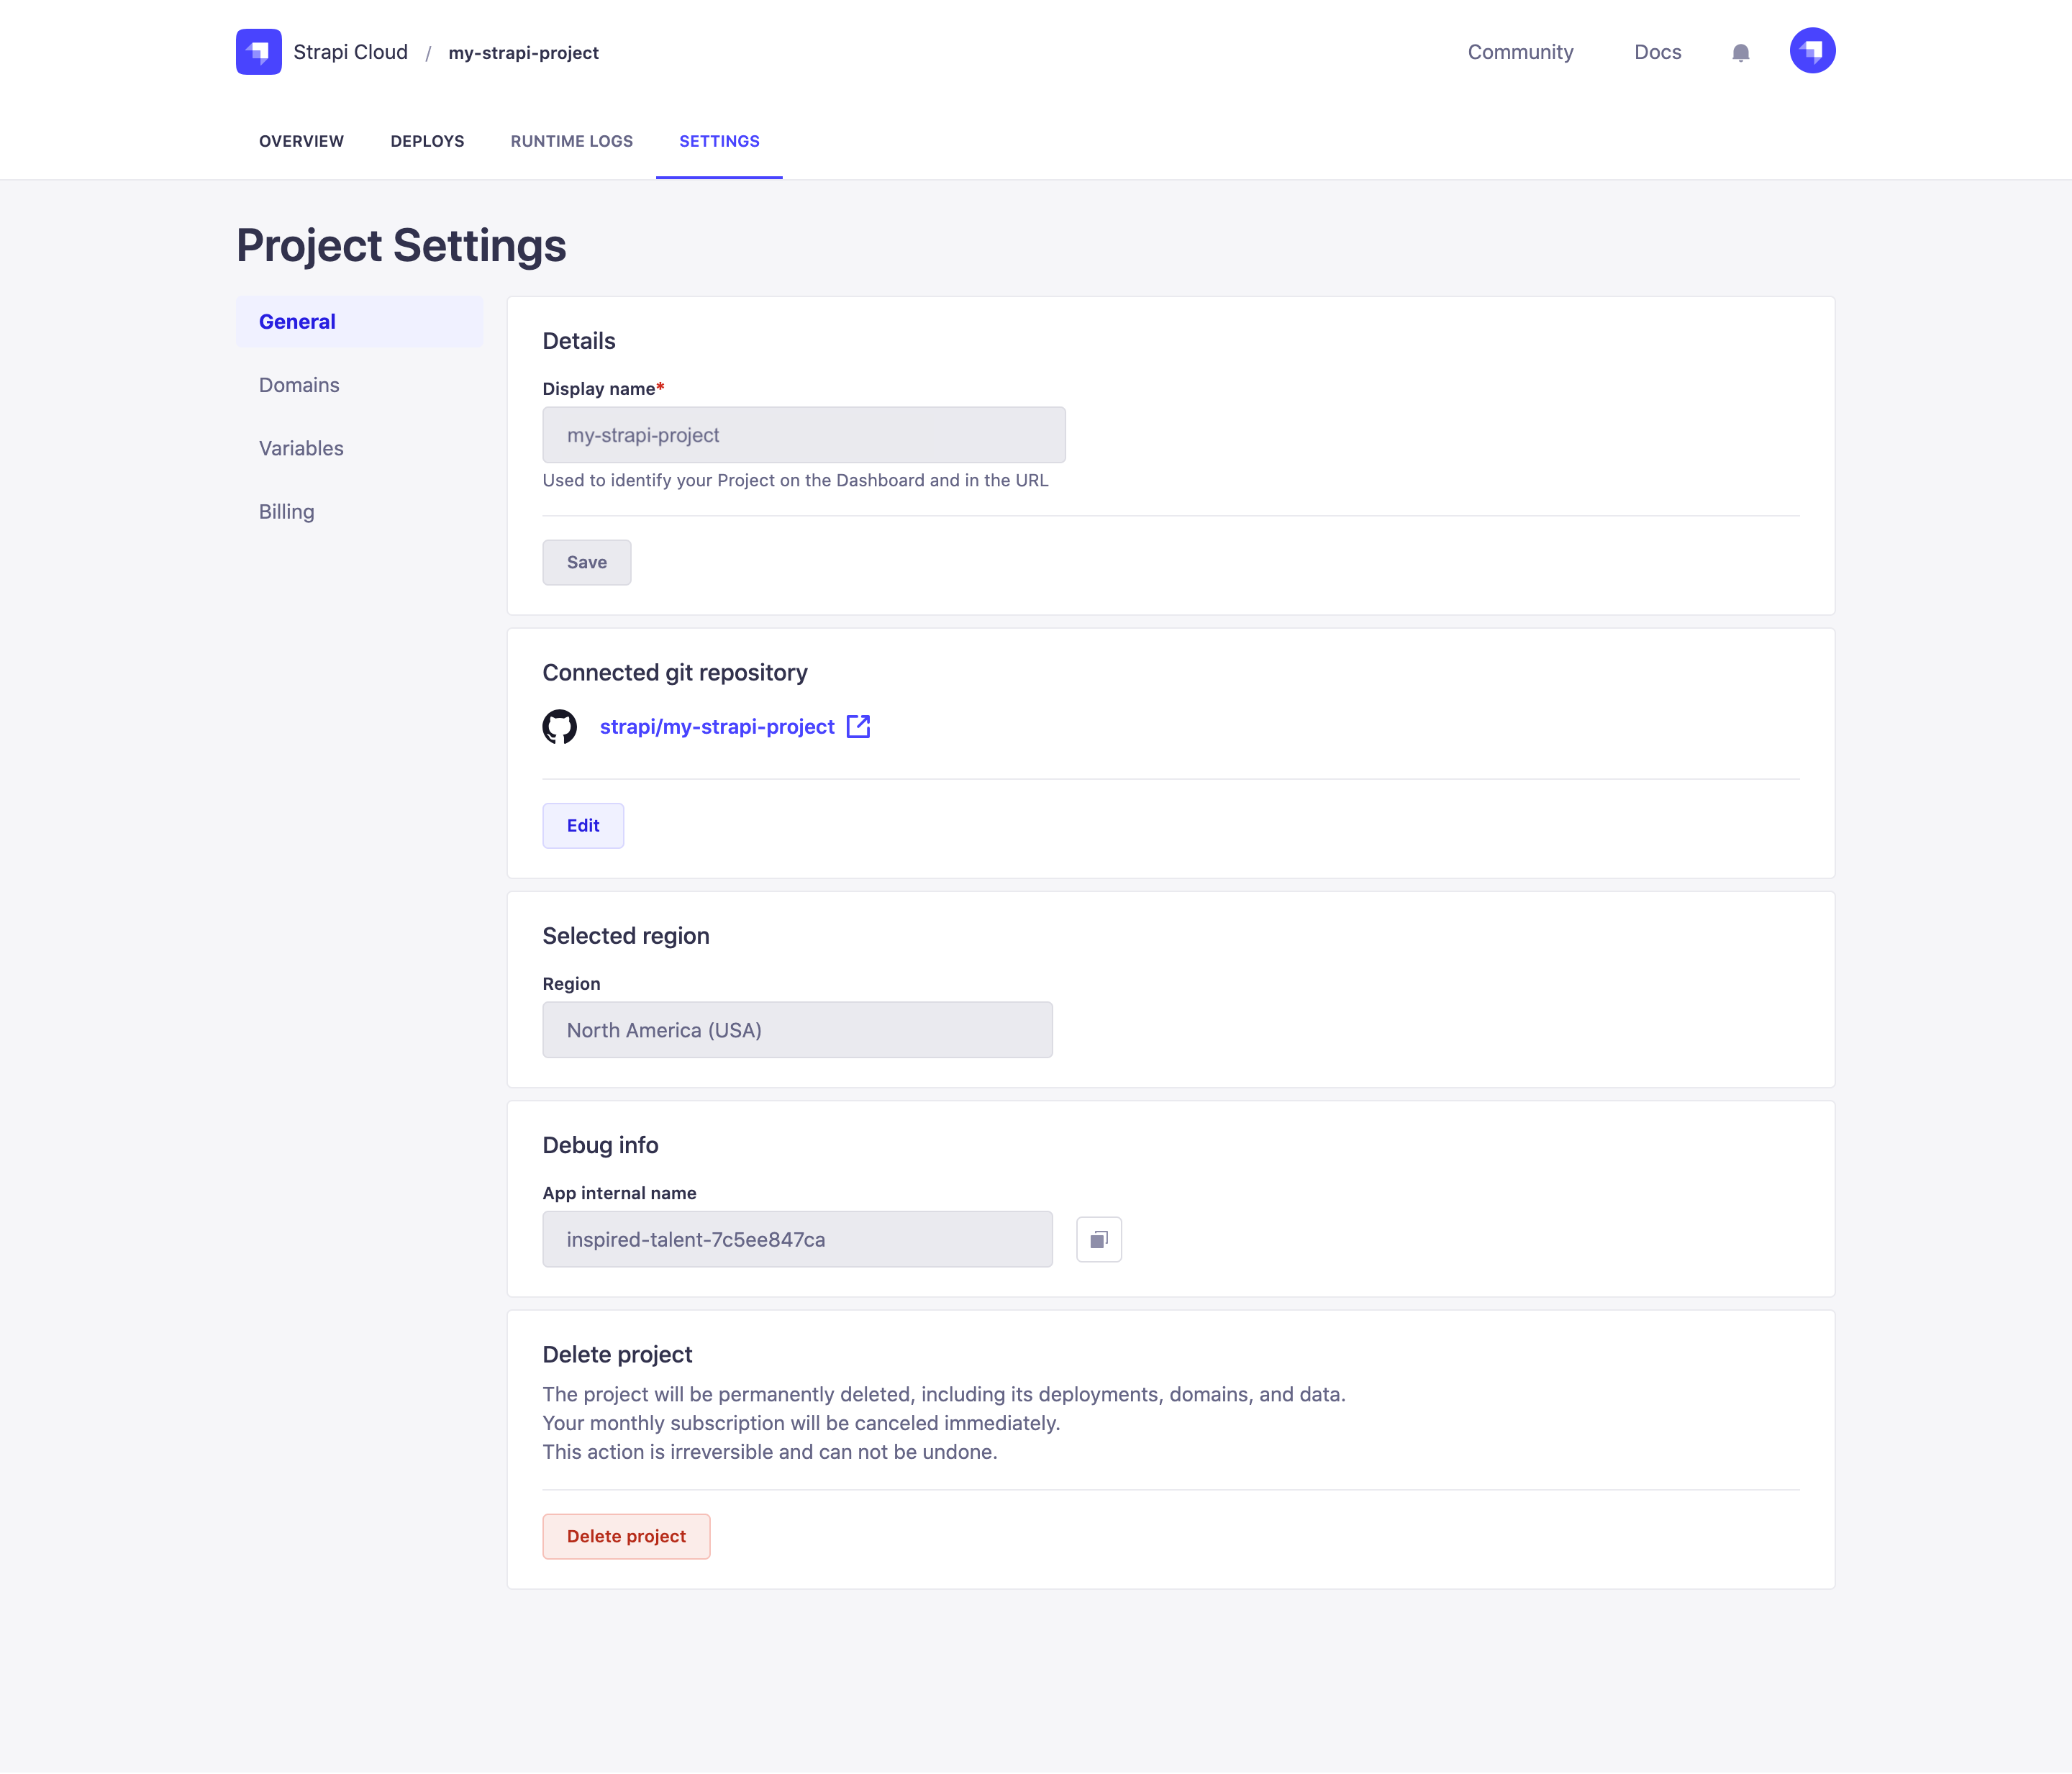 Strapi Cloud / my-strapi-project
Community
Docs
OVERVIEW
DEPLOYS
RUNTIME LOGS
SETTINGS
Project Settings
General
Domains
Variables
Billing
Details
Display name*
my-strapi-project
Used to identify your Project on the Dashboard and in the URL
Save
Connected git repository
strapi/my-strapi-project
Edit
Selected region
Region
North America (USA)
Debug info
App internal name
inspired-talent-7c5ee847ca
Delete project
The project will be permanently deleted, including its deployments, domains, and data.
Your monthly subscription will be canceled immediately.
This action is irreversible and can not be undone.
Delete project